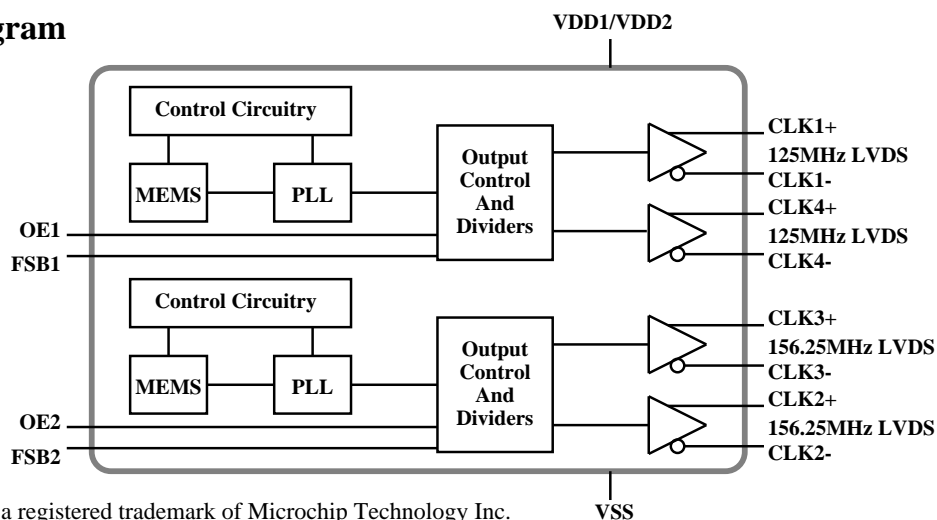 gram
VDD1/VDD2
Control Circuitry
MEMS
PLL
Output
Control
And
Dividers
OE1
FSB1
CLK1+
125MHz LVDS
CLK1-
CLK4+
125MHz LVDS
CLK4-
Control Circuitry
MEMS
PLL
Output
Control
And
Dividers
OE2
FSB2
CLK3+
156.25MHz LVDS
CLK3-
CLK2+
156.25MHz LVDS
CLK2-
VSS
a registered trademark of Microchip Technology Inc.